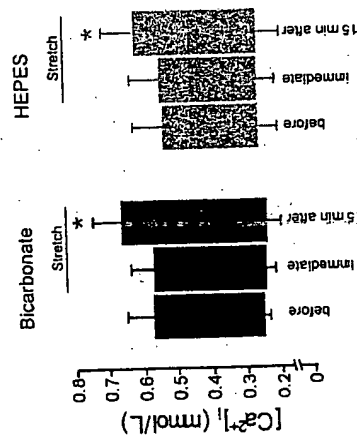 Bicarbonate
Stretch
*
HEPES
Stretch
*
[Ca²⁺]ᵢ (nmol/L)
0.8
0.7
0.6
0.5
0.4
0.3
0.2
0
before
immediate
5 min after
before
immediate
15 min after